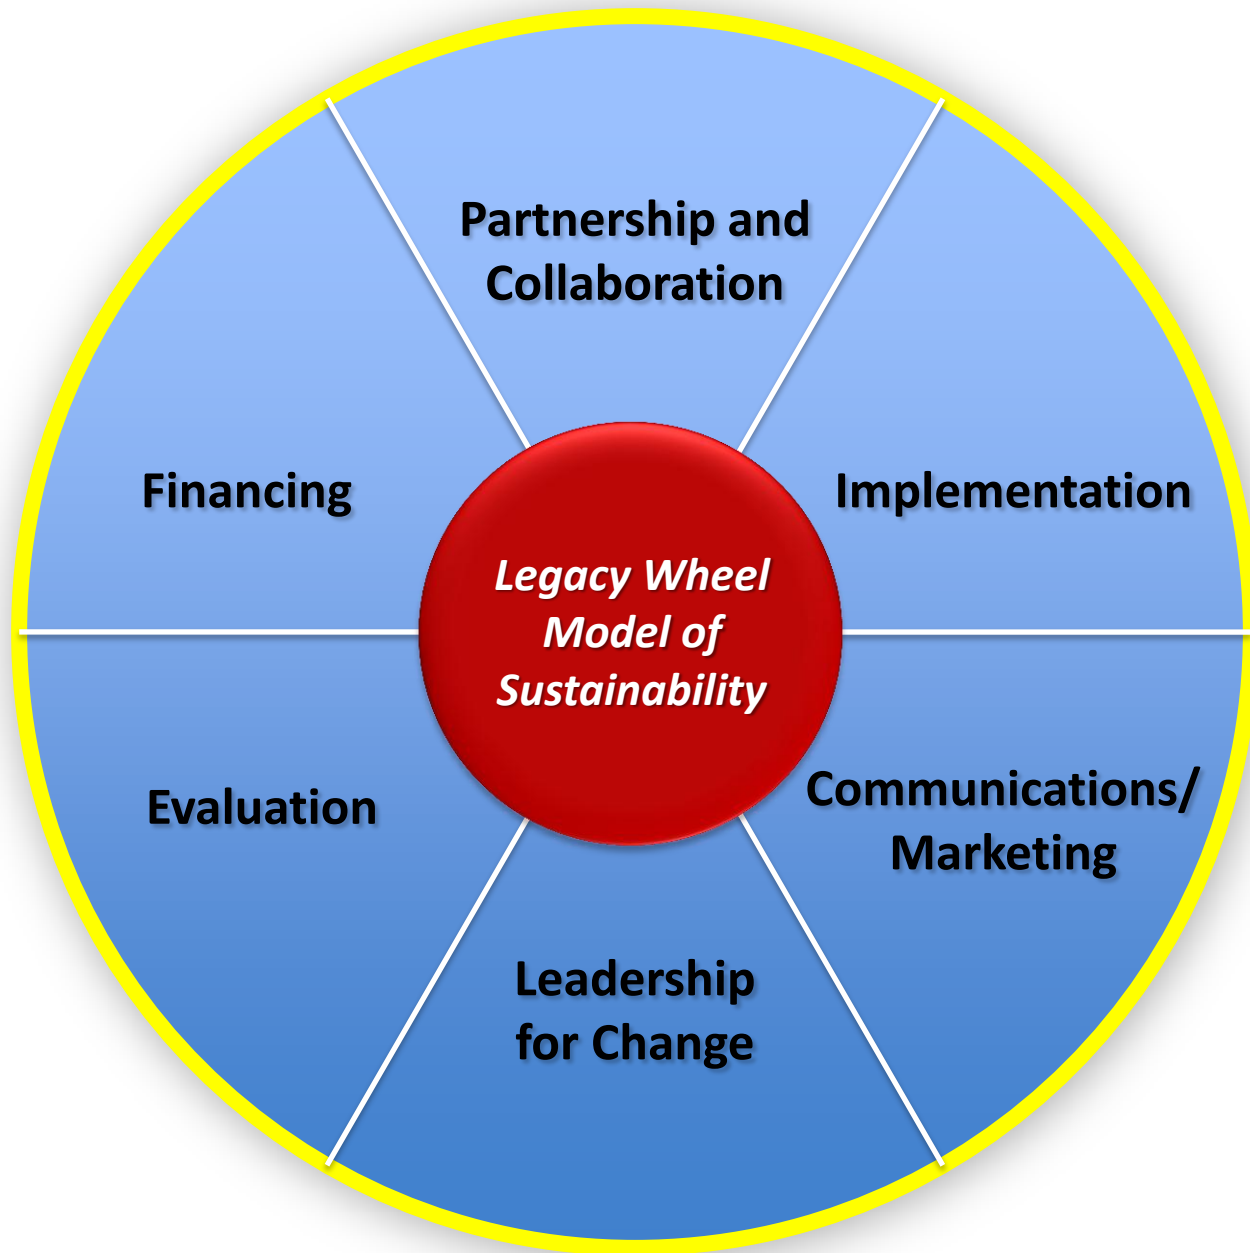 Partnership and
Collaboration
Financing
Implementation
Legacy Wheel
Model of
Sustainability
Evaluation
Communications/
Marketing
Leadership
for Change